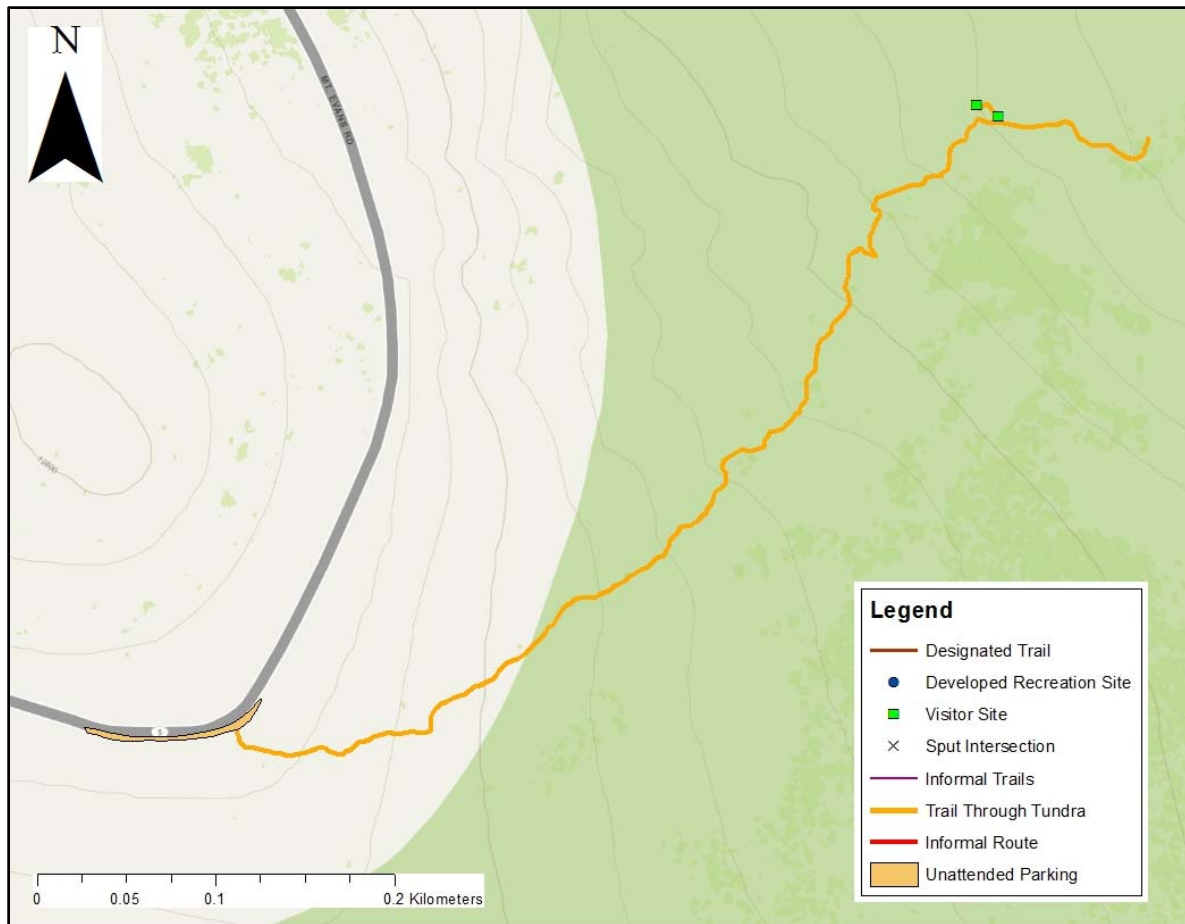 N
MT. EVANS RD
12600
5
Legend
Designated Trail
Developed Recreation Site
Visitor Site
Sput Intersection
Informal Trails
Trail Through Tundra
Informal Route
Unattended Parking
0 0.05 0.1 0.2 Kilometers